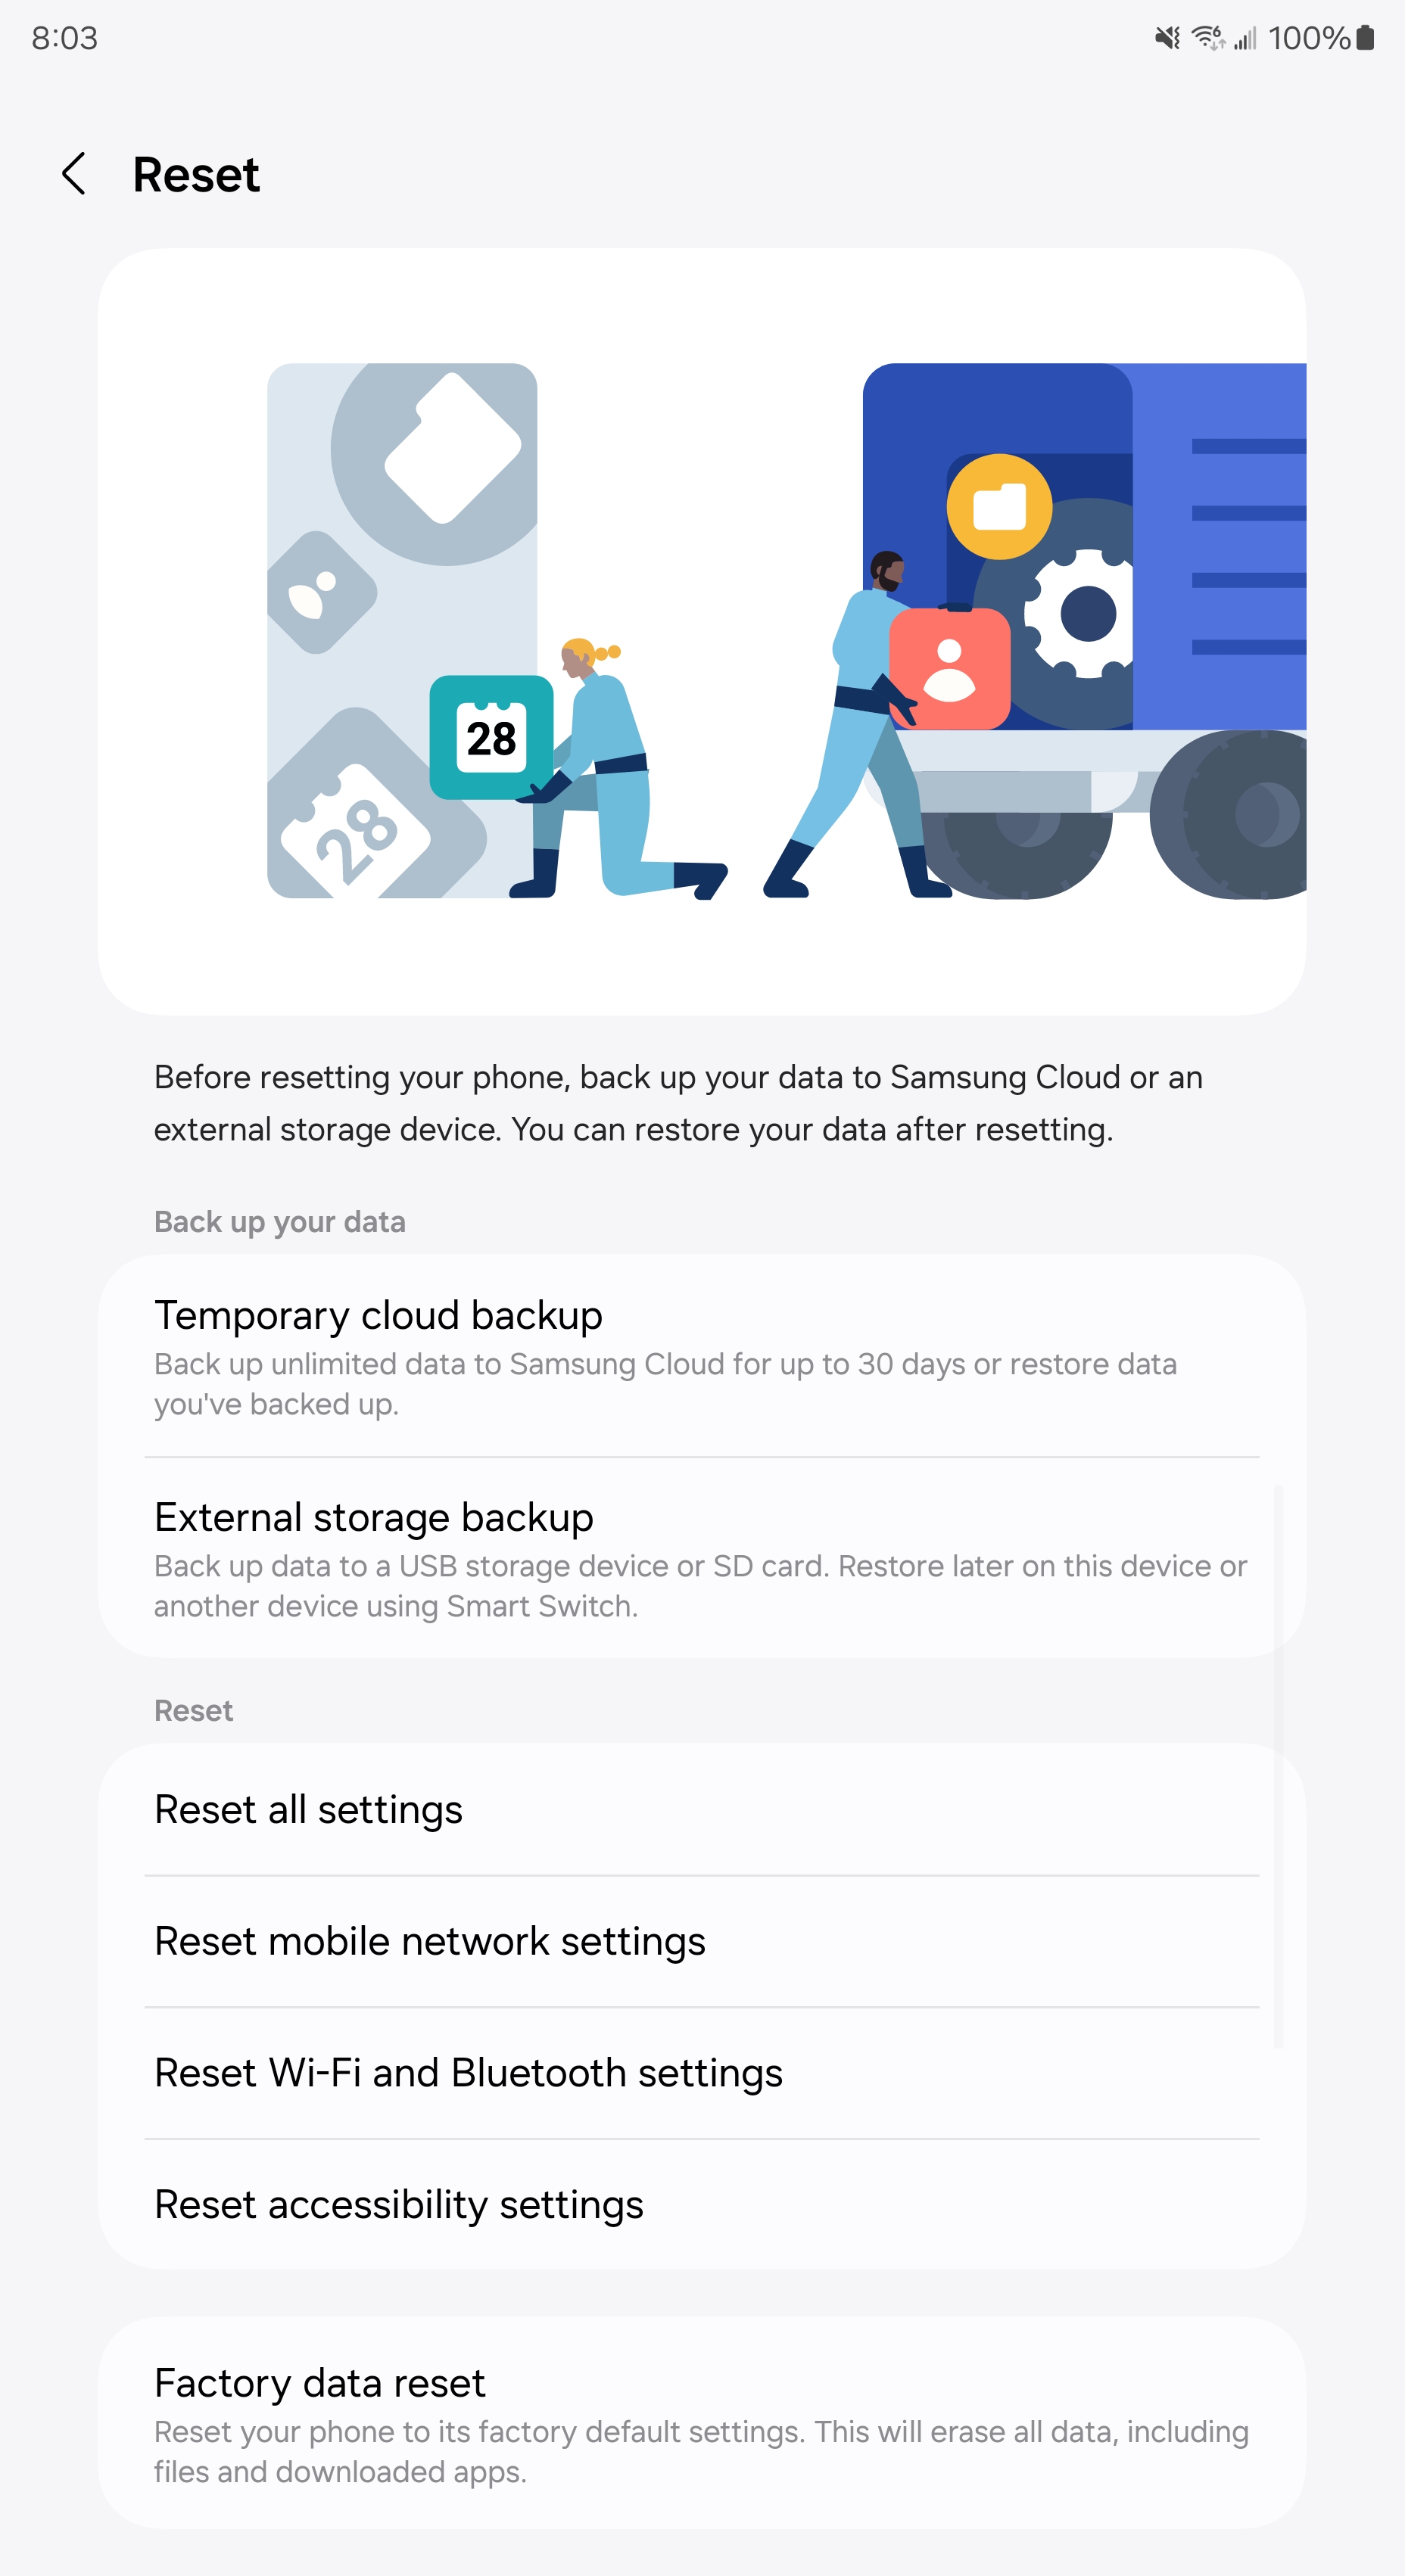 8:03 100%
Reset
28
28
Before resetting your phone, back up your data to Samsung Cloud or an
external storage device. You can restore your data after resetting.
Back up your data
Temporary cloud backup
Back up unlimited data to Samsung Cloud for up to 30 days or restore data
you've backed up.
External storage backup
Back up data to a USB storage device or SD card. Restore later on this device or
another device using Smart Switch.
Reset
Reset all settings
Reset mobile network settings
Reset Wi-Fi and Bluetooth settings
Reset accessibility settings
Factory data reset
Reset your phone to its factory default settings. This will erase all data, including
files and downloaded apps.